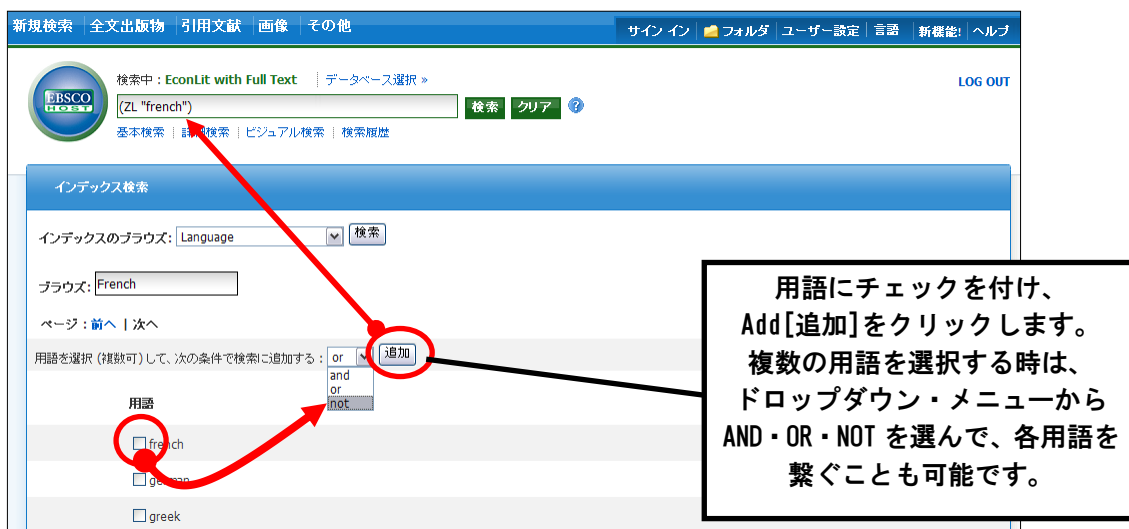 新規検索 全文出版物 引用文献 画像 その他
サイン イン フォルダ ユーザー設定 言語 新機能! ヘルプ
検索中 : EconLit with Full Text データベース選択 »
LOG OUT
EBSCO
HOST
(ZL "french") 検索 クリア ?
基本検索 詳細検索 ビジュアル検索 検索履歴
インデックス検索
インデックスのブラウズ: Language 検索
ブラウズ: French
ページ : 前へ | 次へ
用語を選択 (複数可) して、次の条件で検索に追加する : or 追加
and
or
not
用語
french
german
greek
用語にチェックを付け、
Add[追加]をクリックします。
複数の用語を選択する時は、
ドロップダウン・メニューから
AND・OR・NOT を選んで、各用語を
繋ぐことも可能です。